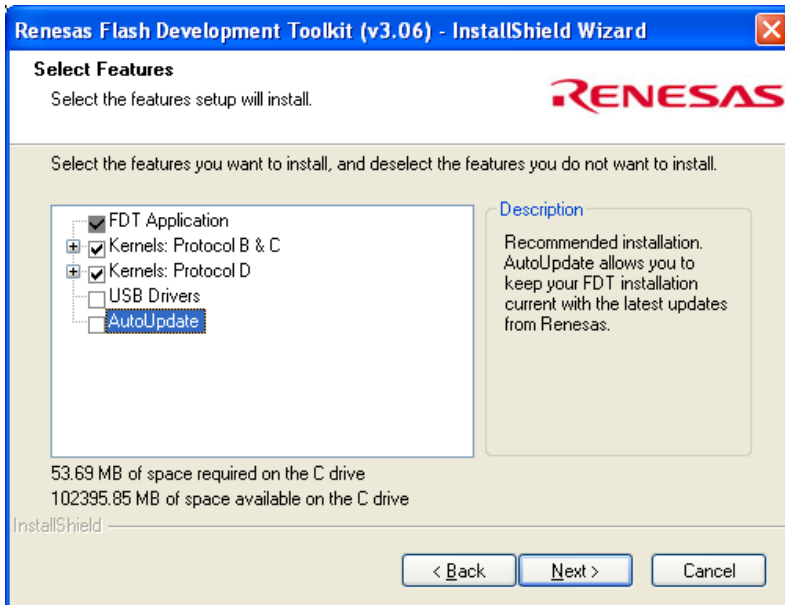 Renesas Flash Development Toolkit (v3.06) - InstallShield Wizard
Select Features
Select the features setup will install.
RENESAS
Select the features you want to install, and deselect the features you do not want to install.
FDT Application
Kernels: Protocol B & C
Kernels: Protocol D
USB Drivers
AutoUpdate
Description
Recommended installation.
AutoUpdate allows you to
keep your FDT installation
current with the latest updates
from Renesas.
53.69 MB of space required on the C drive
102395.85 MB of space available on the C drive
InstallShield
< Back
Next >
Cancel